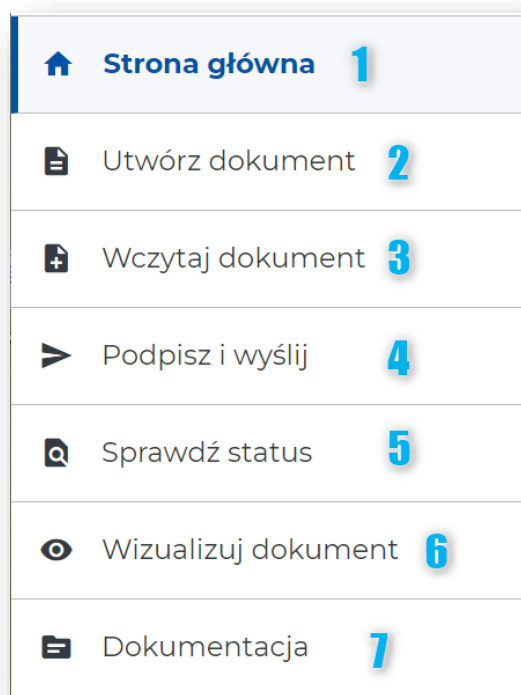 Strona główna 1
Utwórz dokument 2
Wczytaj dokument 3
Podpisz i wyślij 4
Sprawdź status 5
Wizualizuj dokument 6
Dokumentacja 7